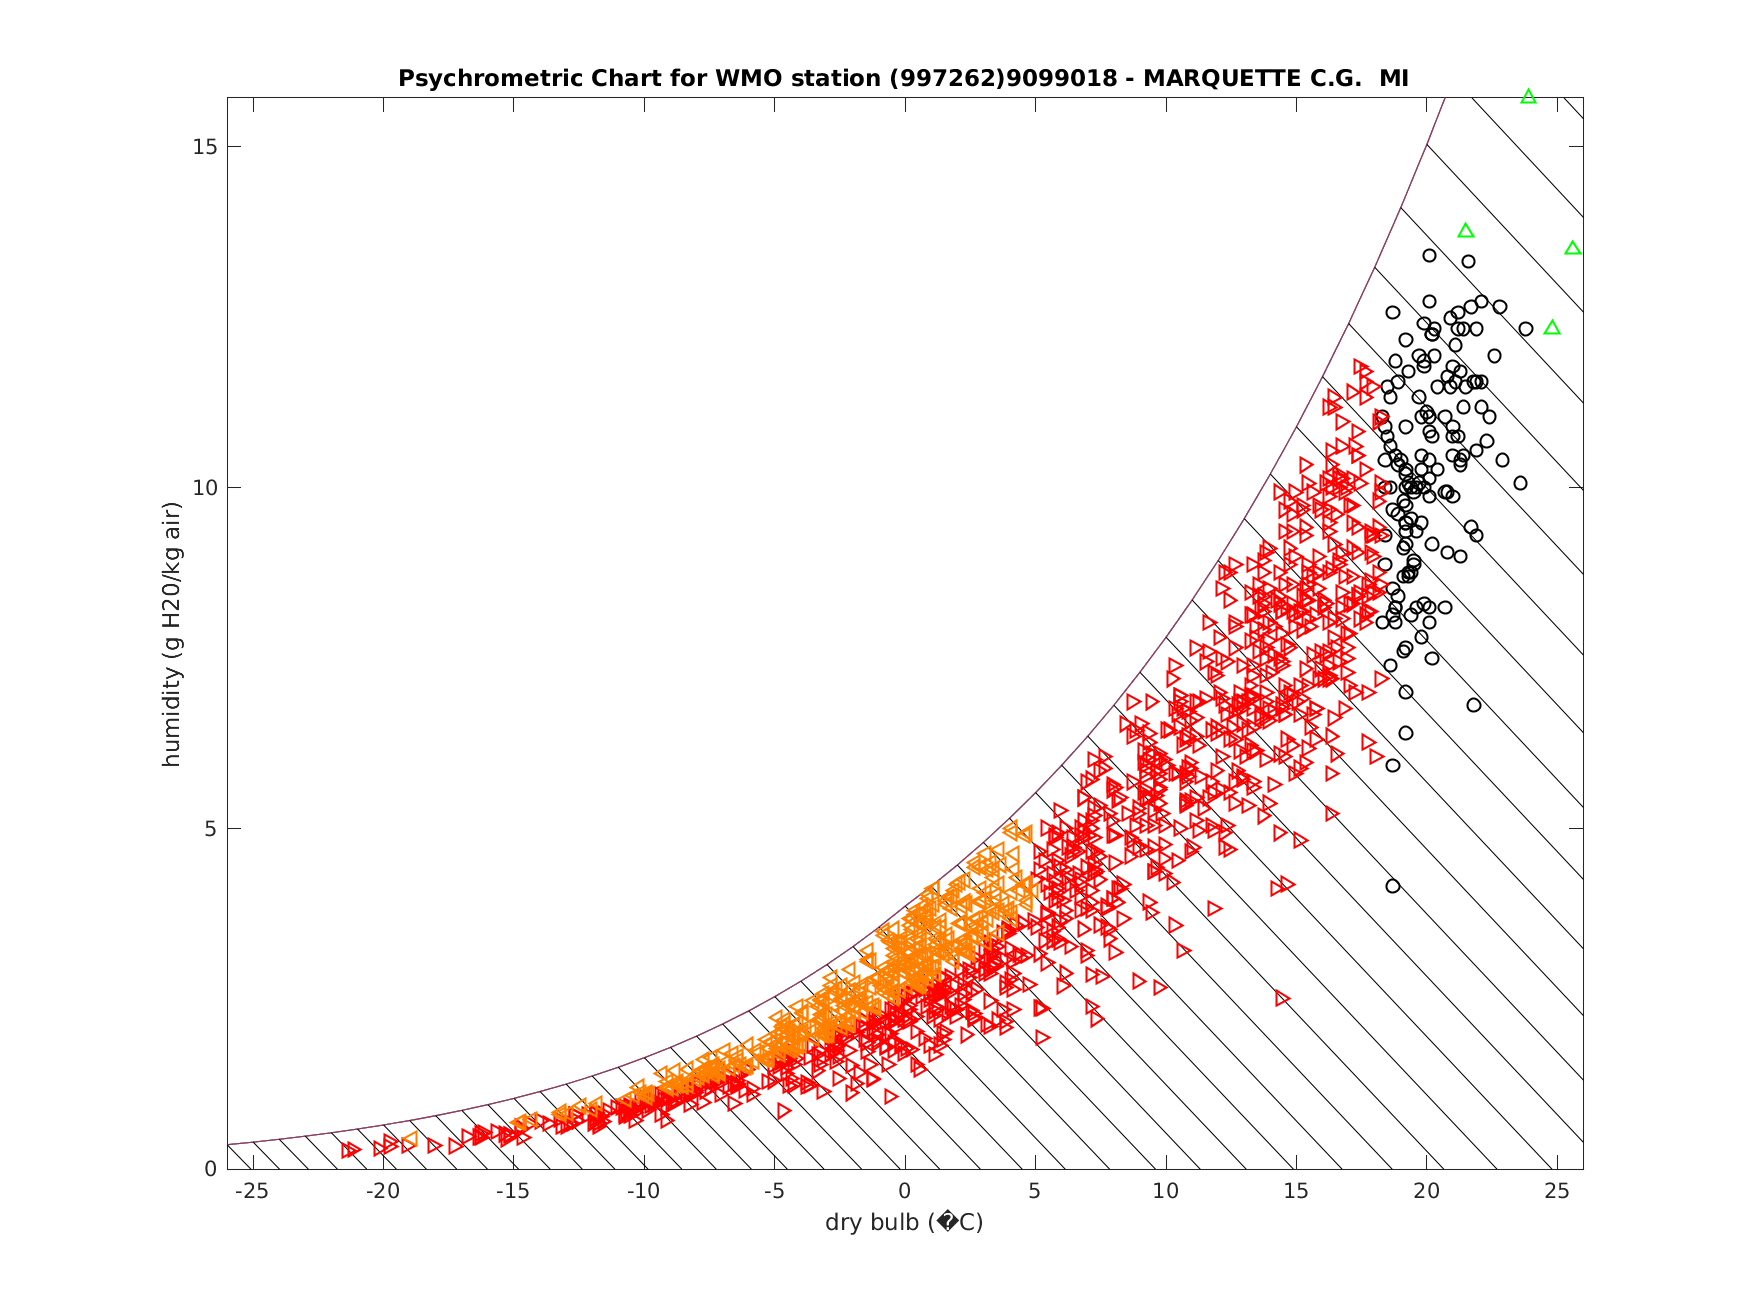 Psychrometric Chart for WMO station (997262)9099018 - MARQUETTE C.G.  MI
15
10
5
0
humidity (g H20/kg air)
-25 -20 -15 -10 -5 0 5 10 15 20 25
dry bulb (�C)